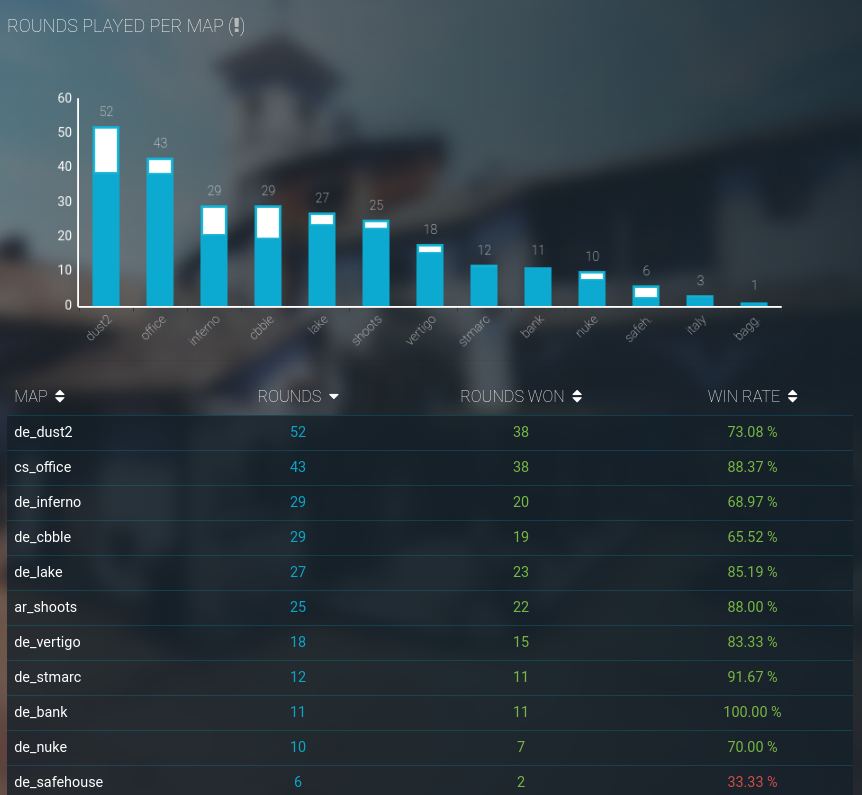 ROUNDS PLAYED PER MAP (!)
60
50
40
30
20
10
0
52 43 29 29 27 25 18 12 11 10 6 3 1
dust2 office inferno cbble lake shoots vertigo stmarc bank nuke safeh. italy bagg.
MAP ROUNDS ROUNDS WON WIN RATE
de_dust2 52 38 73.08 %
cs_office 43 38 88.37 %
de_inferno 29 20 68.97 %
de_cbble 29 19 65.52 %
de_lake 27 23 85.19 %
ar_shoots 25 22 88.00 %
de_vertigo 18 15 83.33 %
de_stmarc 12 11 91.67 %
de_bank 11 11 100.00 %
de_nuke 10 7 70.00 %
de_safehouse 6 2 33.33 %